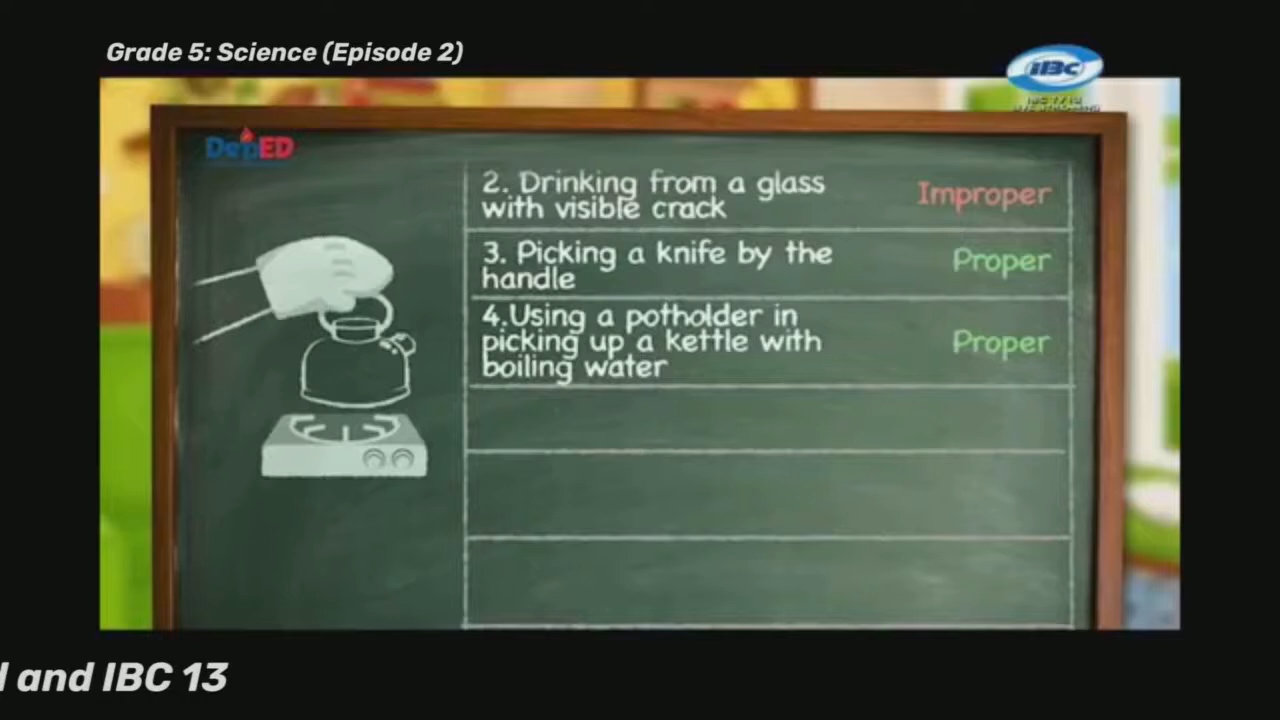 Grade 5: Science (Episode 2)
IBC
DepED
2. Drinking from a glass
with visible crack
Improper
3. Picking a knife by the
handle
Proper
4.Using a potholder in
picking up a kettle with
boiling water
Proper
and IBC 13